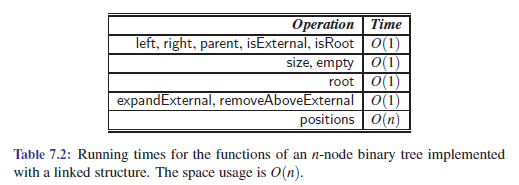 Operation Time
left, right, parent, isExternal, isRoot O(1)
size, empty O(1)
root O(1)
expandExternal, removeAboveExternal O(1)
positions O(n)
Table 7.2: Running times for the functions of an n-node binary tree implemented
with a linked structure. The space usage is O(n).